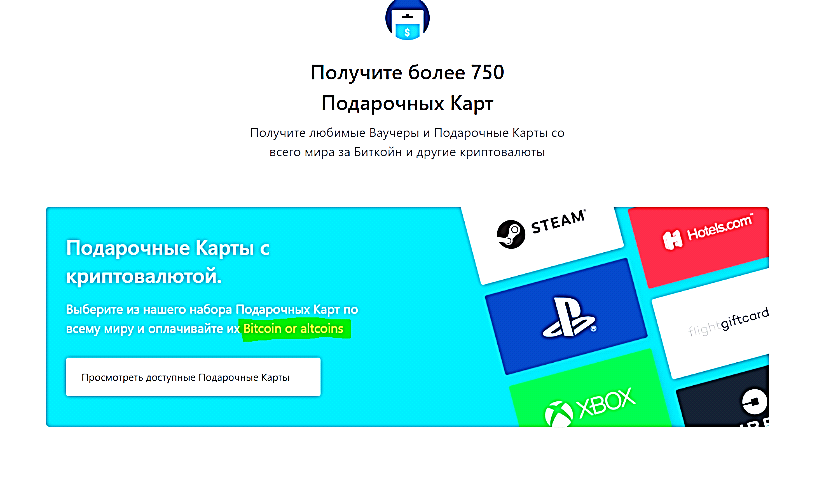 $
Получите более 750
Подарочных Карт
Получите любимые Ваучеры и Подарочные Карты со
всего мира за Биткойн и другие криптовалюты
Подарочные Карты с
криптовалютой.
Выберите из нашего набора Подарочных Карт по
всему миру и оплачивайте их Bitcoin or altcoins
Просмотреть доступные Подарочные Карты
STEAM
Hotels.com
flightgiftcard
XBOX